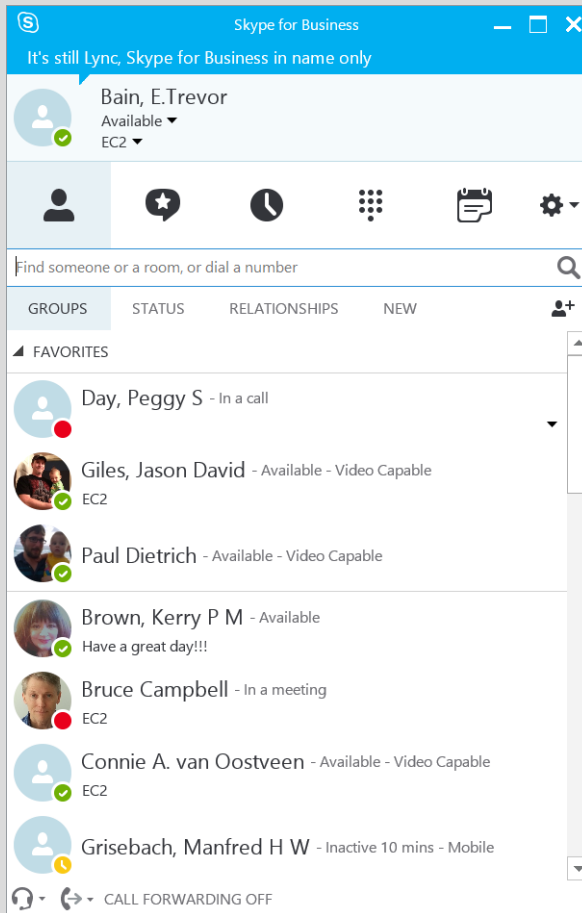 Skype for Business
It's still Lync, Skype for Business in name only
Bain, E.Trevor
Available
EC2
Find someone or a room, or dial a number
GROUPS STATUS RELATIONSHIPS NEW
FAVORITES
Day, Peggy S - In a call
Giles, Jason David - Available - Video Capable
EC2
Paul Dietrich - Available - Video Capable
Brown, Kerry P M - Available
Have a great day!!!
Bruce Campbell - In a meeting
EC2
Connie A. van Oostveen - Available - Video Capable
EC2
Grisebach, Manfred H W - Inactive 10 mins - Mobile
CALL FORWARDING OFF